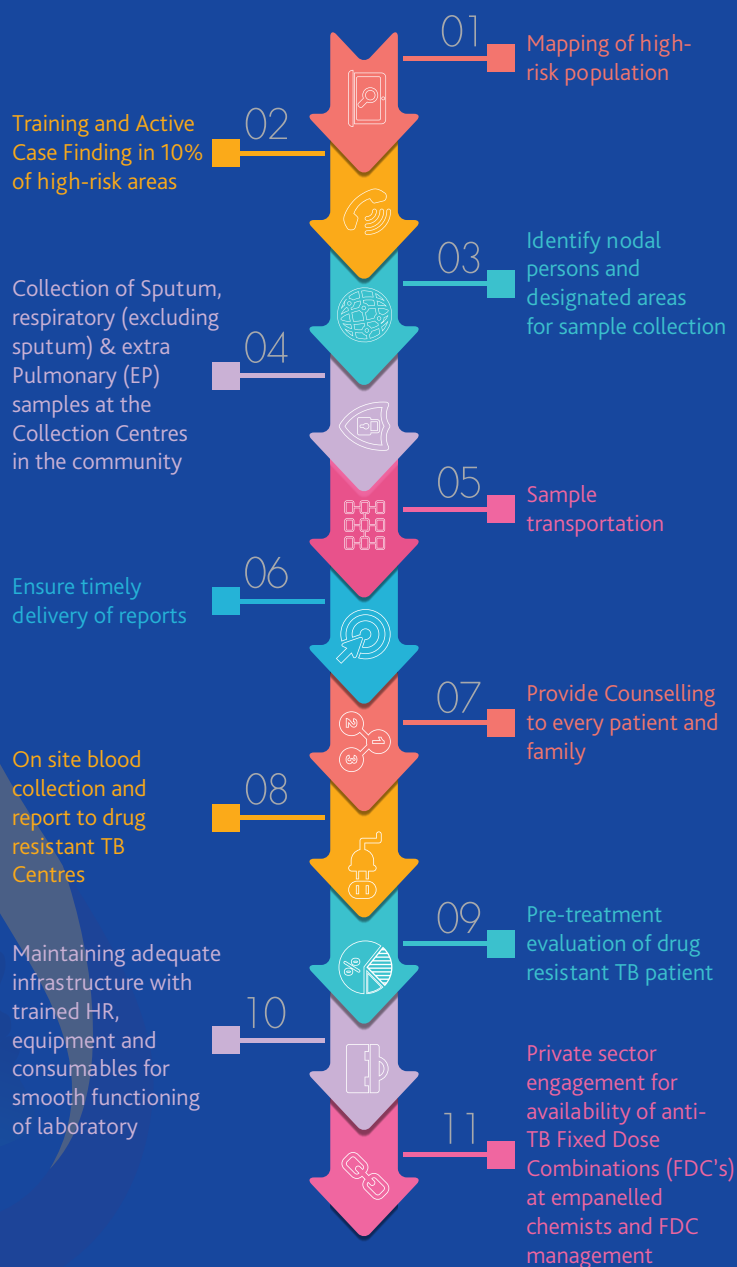 01
Mapping of high-
risk population
02
Training and Active
Case Finding in 10%
of high-risk areas
03
Identify nodal
persons and
designated areas
for sample collection
04
Collection of Sputum,
respiratory (excluding
sputum) & extra
Pulmonary (EP)
samples at the
Collection Centres
in the community
05
Sample
transportation
06
Ensure timely
delivery of reports
07
Provide Counselling
to every patient and
family
2
1
3
08
On site blood
collection and
report to drug
resistant TB
Centres
09
Pre-treatment
evaluation of drug
resistant TB patient
%
10
Maintaining adequate
infrastructure with
trained HR,
equipment and
consumables for
smooth functioning
of laboratory
11
Private sector
engagement for
availability of anti-
TB Fixed Dose
Combinations (FDC's)
at empanelled
chemists and FDC
management